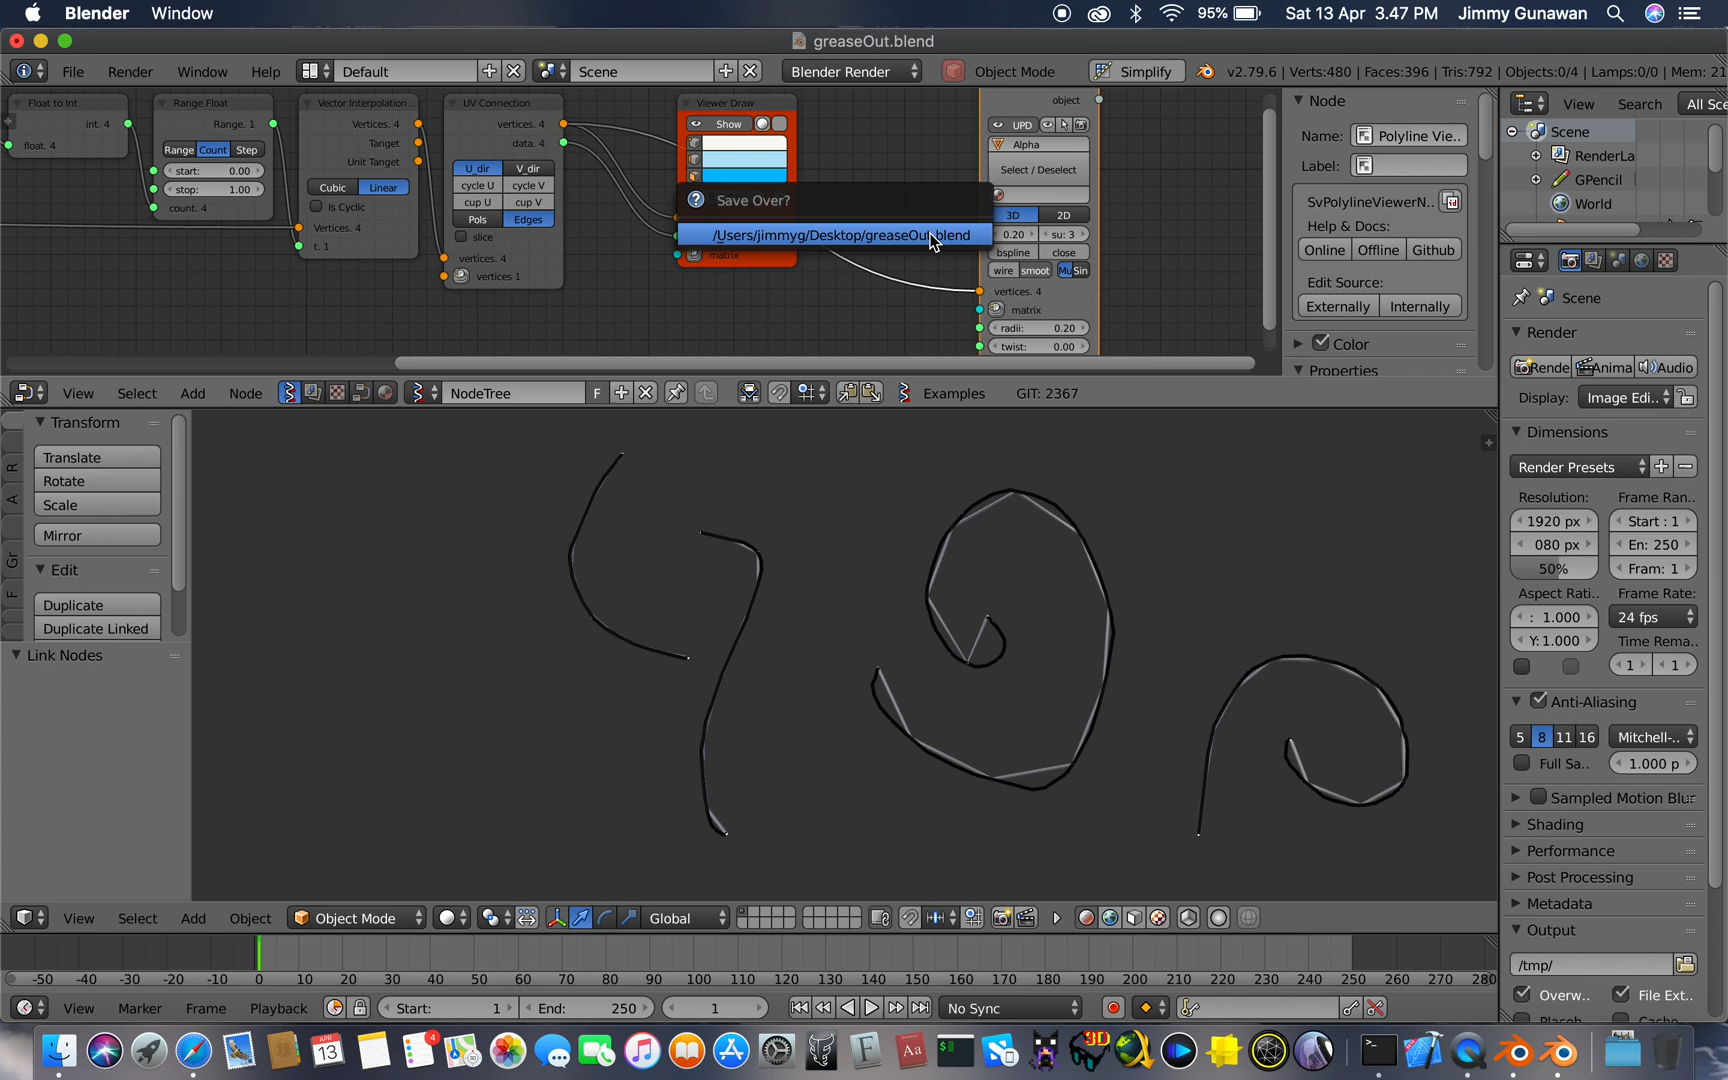 Blender Window 95% Sat 13 Apr 3.47 PM Jimmy Gunawan
greaseOut.blend
File Render Window Help Default Scene Blender Render Object Mode Simplify v2.79.6 | Verts:480 | Faces:396 | Tris:792 | Objects:0/4 | Lamps:0/0 | Mem: 21
Float to Int
int. 4
float. 4
Range Float
Range. 1
Range Count Step
start: 0.00
stop: 1.00
count. 4
Vector Interpolation ..
Vertices. 4
Tanget
Unit Tanget
Cubic Linear
Is Cyclic
Vertices. 4
t. 1
UV Connection
vertices. 4
data. 4
U_dir V_dir
cycle U cycle V
cup U cup V
Pols Edges
slice
vertices. 4
vertices 1
Viewer Draw
Show
matrix
Save Over?
/Users/jimmyg/Desktop/greaseOut.blend
object
UPD
Alpha
Select / Deselect
3D 2D
0.20 su: 3
bspline close
wire smoot Mu Sin
vertices. 4
matrix
radii: 0.20
twist: 0.00
Node
Name: Polyline Vie..
Label:
SvPolylineViewerN..
Help & Docs:
Online Offline Github
Edit Source:
Externally Internally
Color
Properties
View Search All Sce
Scene
RenderLa
GPencil
World
Scene
Render
Rende Anima Audio
Display: Image Edi..
Dimensions
Render Presets
Resolution: Frame Ran..
1920 px Start : 1
080 px En: 250
50% Fram: 1
Aspect Rati.. Frame Rate:
: 1.000 24 fps
Y: 1.000 Time Rema..
1 1
Anti-Aliasing
5 8 11 16 Mitchell-..
Full Sa.. 1.000 p
Sampled Motion Blur
Shading
Performance
Post Processing
Metadata
Output
/tmp/
Overw.. File Ext..
View Select Add Node NodeTree F Examples GIT: 2367
Transform
Translate
Rotate
Scale
Mirror
Edit
Duplicate
Duplicate Linked
Link Nodes
R
A
Gr
F
View Select Add Object Object Mode Global
-50 -40 -30 -20 -10 0 10 20 30 40 50 60 70 80 90 100 110 120 130 140 150 160 170 180 190 200 210 220 230 240 250 260 270 280
View Marker Frame Playback Start: 1 End: 250 1 No Sync
APR
13
4
3D